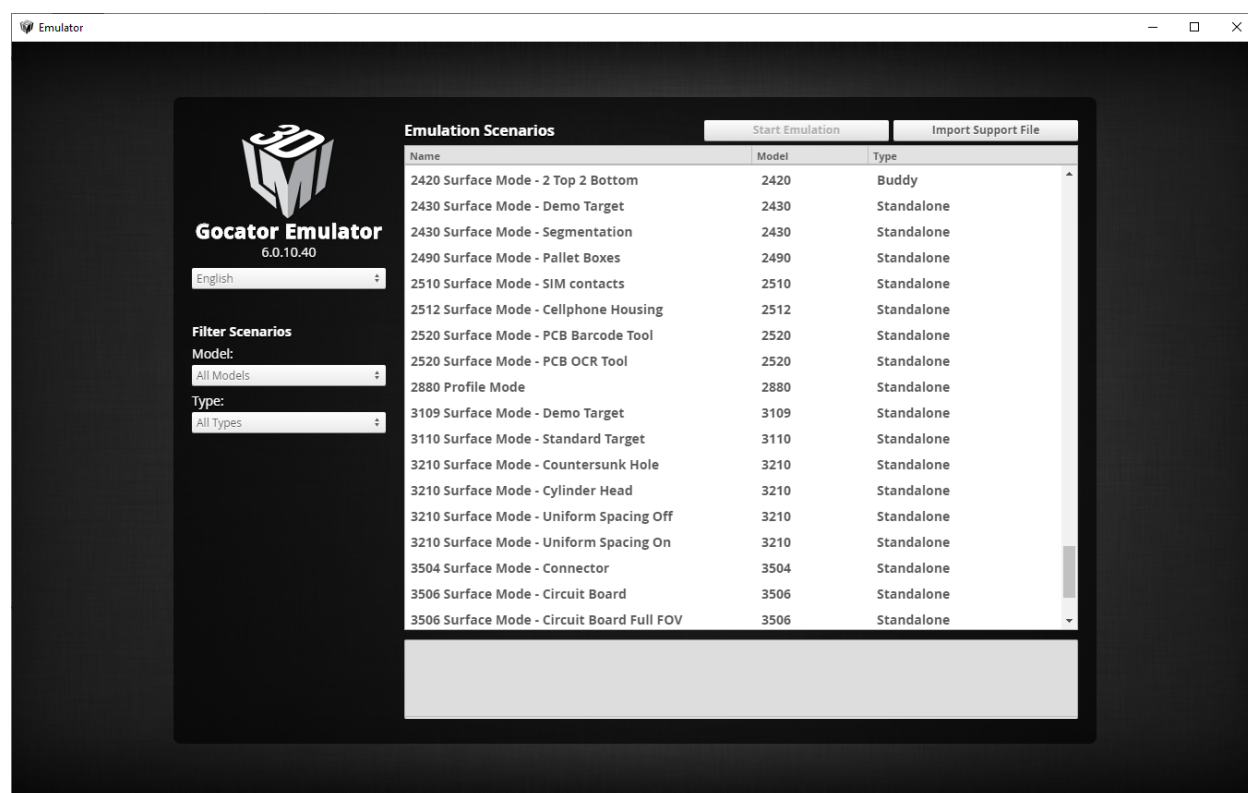 Emulator
3D
LMI
Gocator Emulator
6.0.10.40
English
Filter Scenarios
Model:
All Models
Type:
All Types
Emulation Scenarios
Start Emulation
Import Support File
Name Model Type
2420 Surface Mode - 2 Top 2 Bottom 2420 Buddy
2430 Surface Mode - Demo Target 2430 Standalone
2430 Surface Mode - Segmentation 2430 Standalone
2490 Surface Mode - Pallet Boxes 2490 Standalone
2510 Surface Mode - SIM contacts 2510 Standalone
2512 Surface Mode - Cellphone Housing 2512 Standalone
2520 Surface Mode - PCB Barcode Tool 2520 Standalone
2520 Surface Mode - PCB OCR Tool 2520 Standalone
2880 Profile Mode 2880 Standalone
3109 Surface Mode - Demo Target 3109 Standalone
3110 Surface Mode - Standard Target 3110 Standalone
3210 Surface Mode - Countersunk Hole 3210 Standalone
3210 Surface Mode - Cylinder Head 3210 Standalone
3210 Surface Mode - Uniform Spacing Off 3210 Standalone
3210 Surface Mode - Uniform Spacing On 3210 Standalone
3504 Surface Mode - Connector 3504 Standalone
3506 Surface Mode - Circuit Board 3506 Standalone
3506 Surface Mode - Circuit Board Full FOV 3506 Standalone